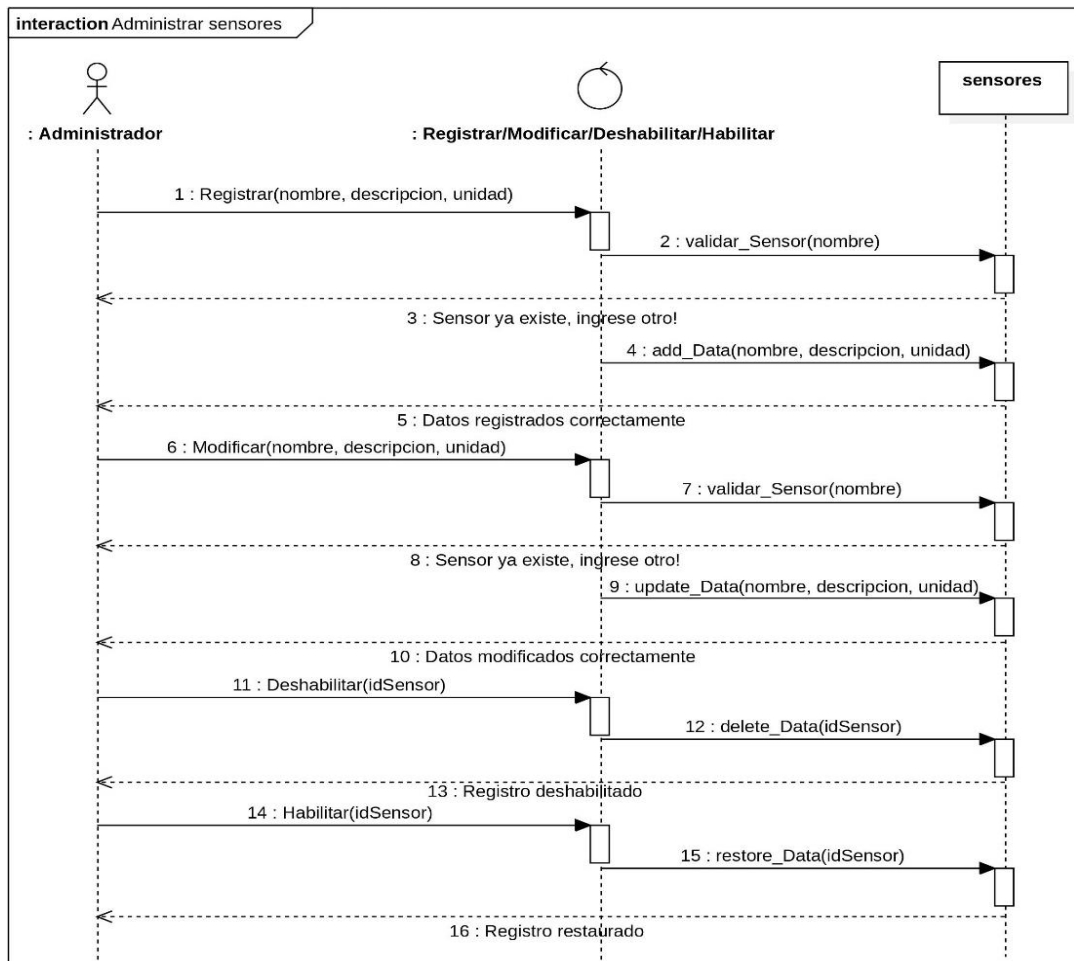 interaction Administrar sensores
sensores
: Administrador
: Registrar/Modificar/Deshabilitar/Habilitar
1 : Registrar(nombre, descripcion, unidad)
2 : validar_Sensor(nombre)
3 : Sensor ya existe, ingrese otro!
4 : add_Data(nombre, descripcion, unidad)
5 : Datos registrados correctamente
6 : Modificar(nombre, descripcion, unidad)
7 : validar_Sensor(nombre)
8 : Sensor ya existe, ingrese otro!
9 : update_Data(nombre, descripcion, unidad)
10 : Datos modificados correctamente
11 : Deshabilitar(idSensor)
12 : delete_Data(idSensor)
13 : Registro deshabilitado
14 : Habilitar(idSensor)
15 : restore_Data(idSensor)
16 : Registro restaurado